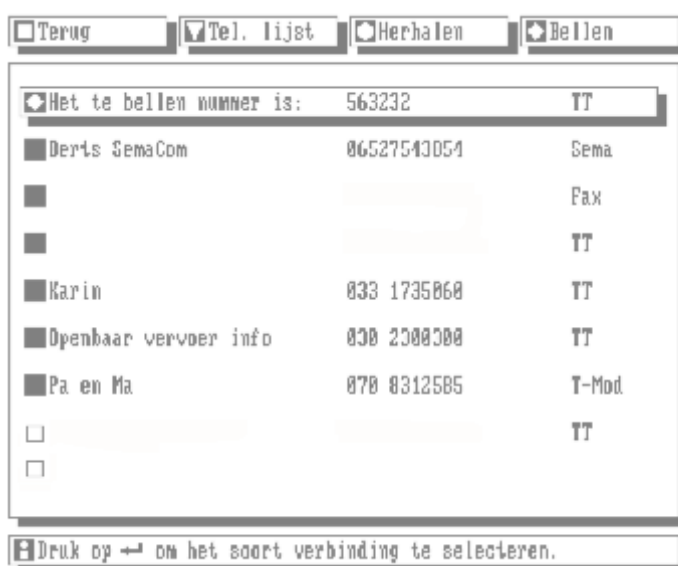 Terug Tel. lijst Herhalen Bellen
Het te bellen nummer is: 563232 TT
Derts SemaCom 06527543054 Sema
Fax
TT
Karin 033 1735060 TT
Openbaar vervoer info 030 2300300 TT
Pa en Ma 070 8312585 T-Mod
TT
Druk op ↵ om het soort verbinding te selecteren.